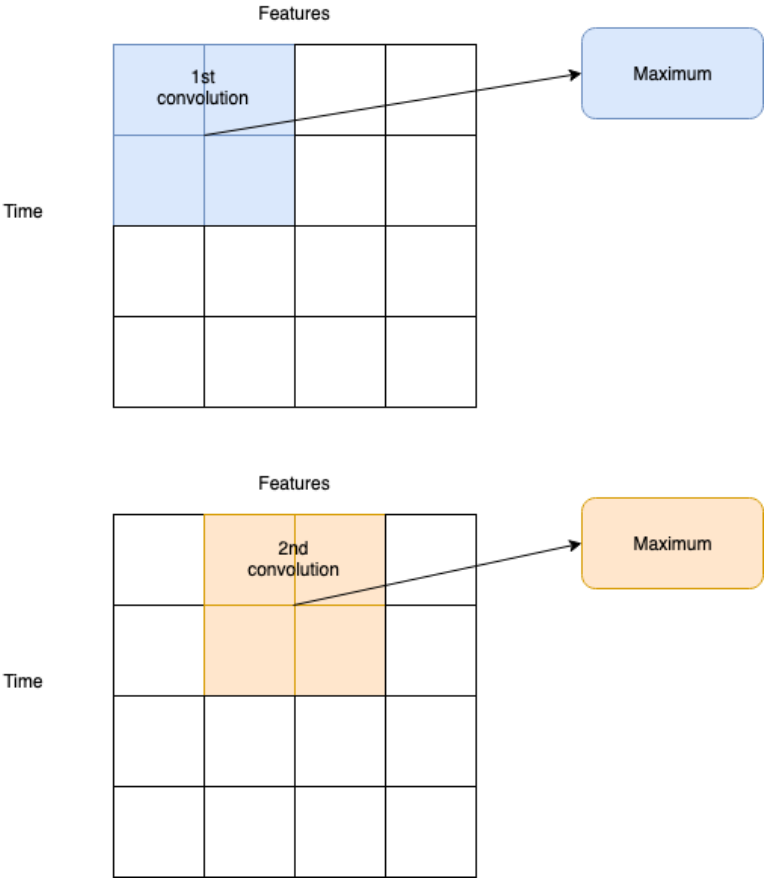 Features
1st
convolution
Maximum
Time
Features
2nd
convolution
Maximum
Time